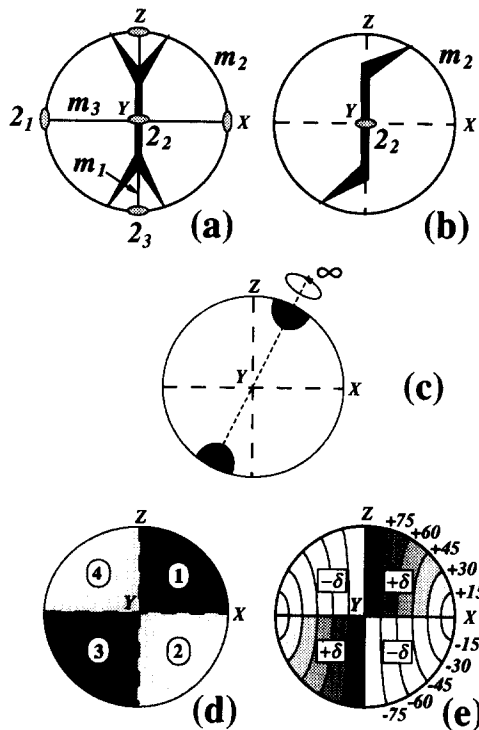 Z
m2
m3
Y
X
21
22
m1
23
(a)
Z
m2
Y
X
22
(b)
∞
Z
Y
X
(c)
Z
4
1
Y
X
3
2
(d)
Z
+75
+60
+45
+30
+15
-δ
+δ
Y
X
+δ
-δ
-15
-30
-45
-60
-75
(e)